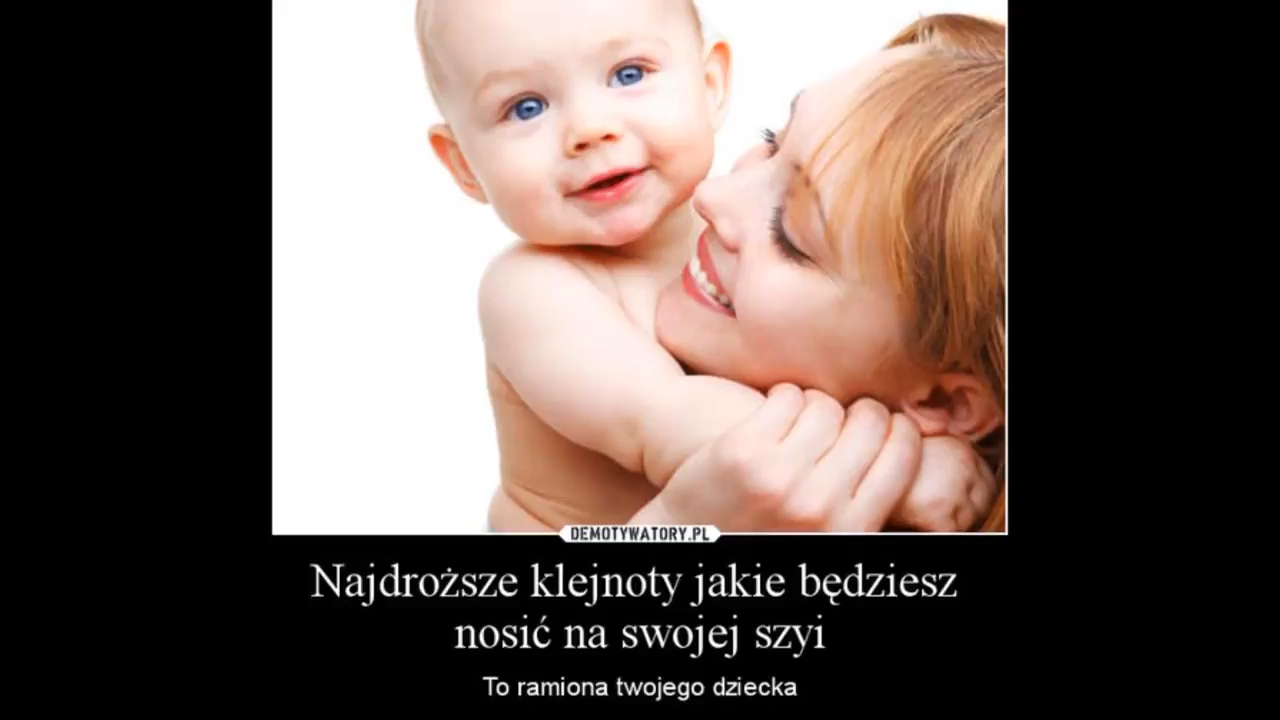 DEMOTYWATORY.PL
Najdroższe klejnoty jakie będziesz
nosić na swojej szyi
To ramiona twojego dziecka